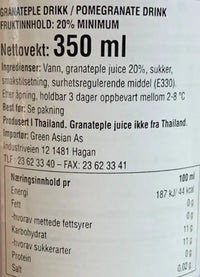 GRANATEPLE DRIKK / POMEGRANATE DRINK
FRUKTINNHOLD: 20% MINIMUM
Nettovekt: 350 ml
Ingredienser: Vann, granateple juice 20%, sukker,
smakstilsetning, surhetsregulerende middel (E330).
Etter åpning, holdbar 3 dager oppbevart mellom 2-8 °C
Best før: Se pakning
Produsert I Thailand. Granateple juice ikke fra Thailand.
Importør: Green Asian As
Industriveien 12 1481 Hagan
TLF : 23 62 33 40 – FAX: 23 62 33 41
Næringsinnhold pr 100 ml
Energi 187 kJ/ 44 kcal
Fett 0 g
-hvorav mettede fettsyrer 0 g
Karbohydrat 11 g
-hvorav sukkerarter 11 g
Protein 0 g
Salt 0,02 g